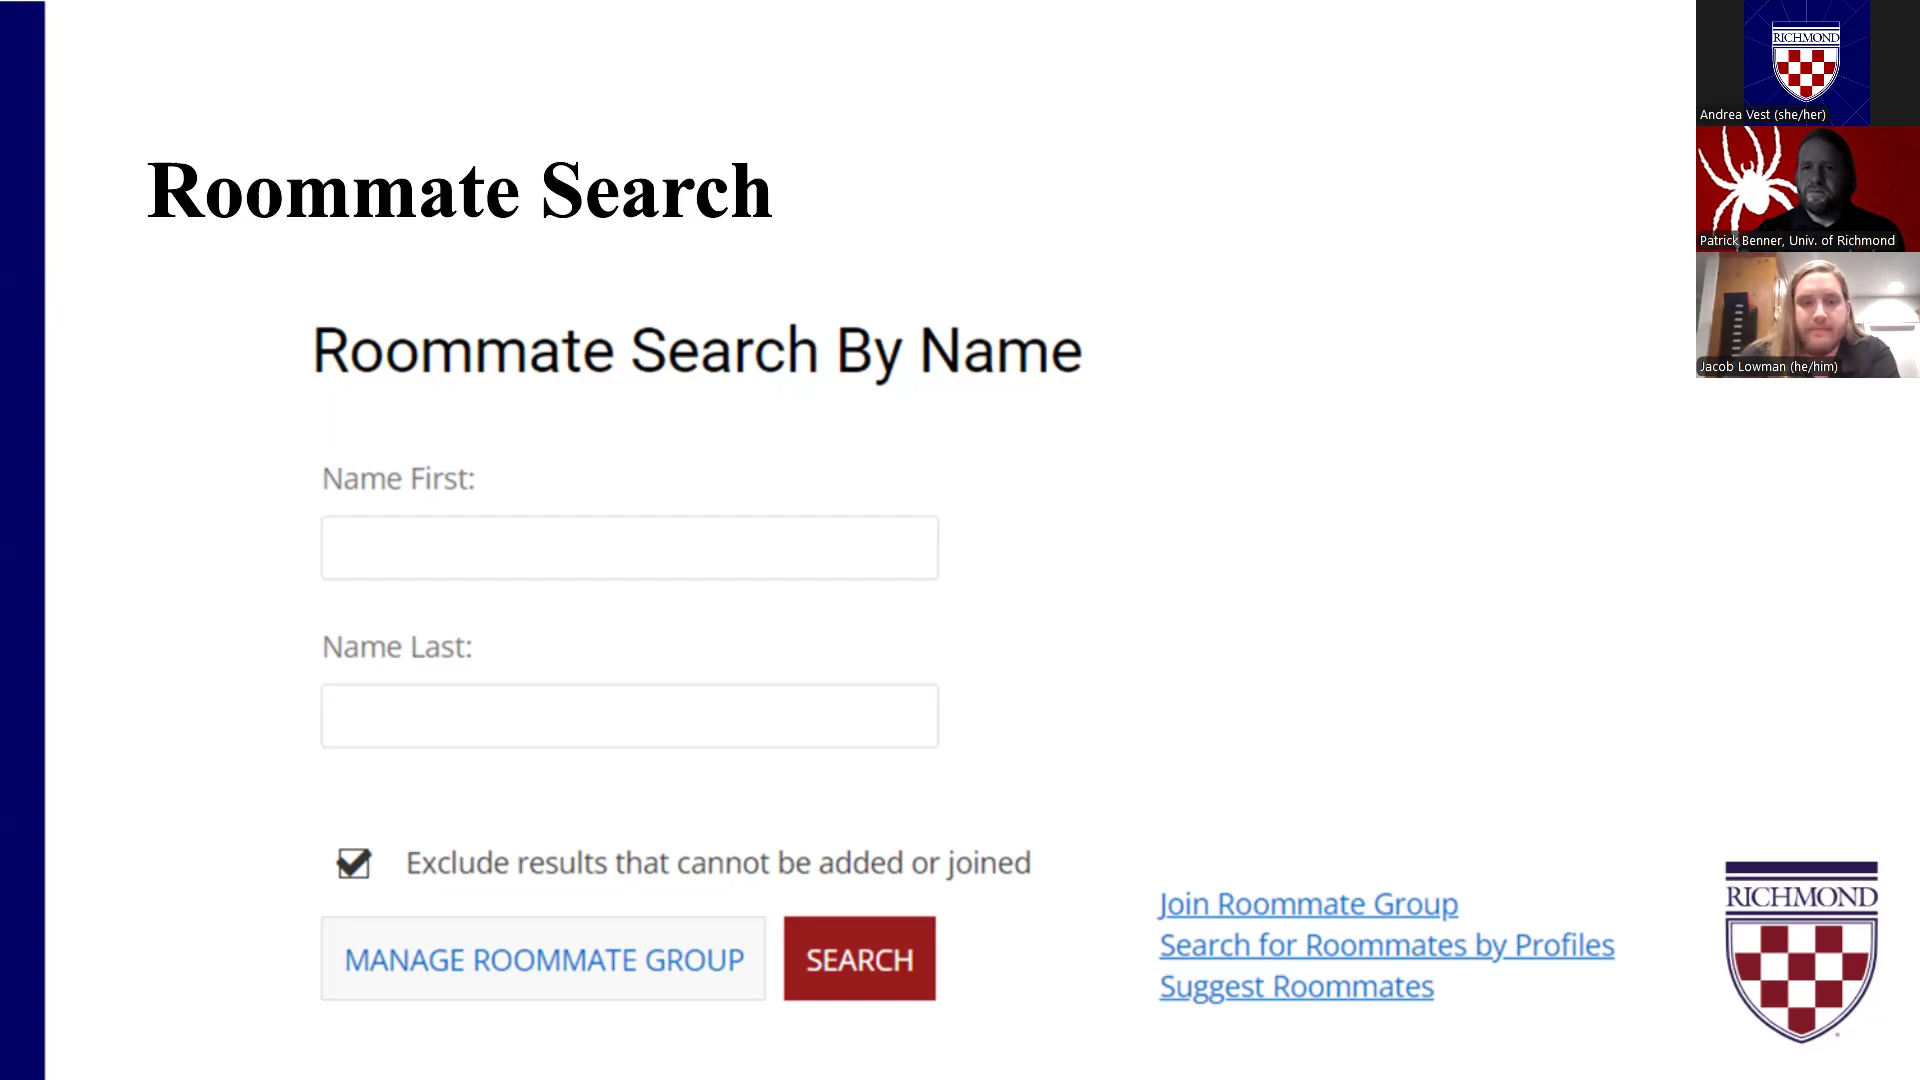 Roommate Search
Roommate Search By Name
Name First:
Name Last:
Exclude results that cannot be added or joined
MANAGE ROOMMATE GROUP
SEARCH
Join Roommate Group
Search for Roommates by Profiles
Suggest Roommates
RICHMOND
RICHMOND
Andrea Vest (she/her)
Patrick Benner, Univ. of Richmond
Jacob Lowman (he/him)